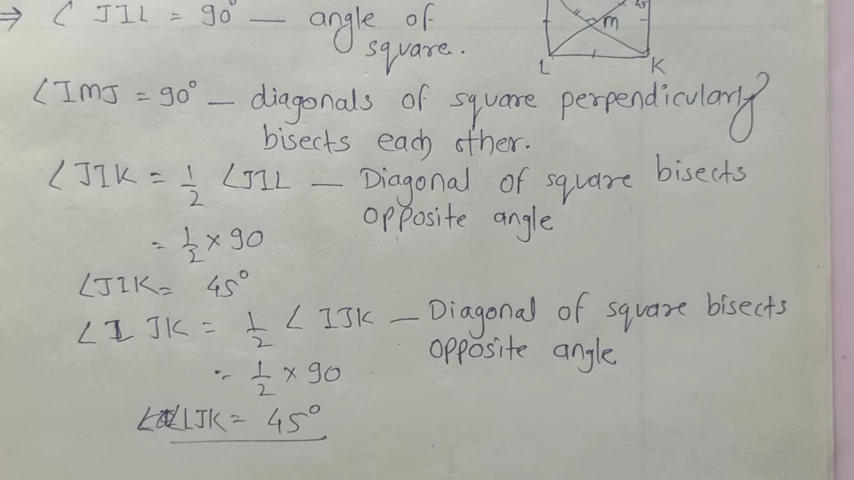 ⇒ ∠ JIL = 90° — angle of
square.
m
45
L
K
∠IMJ = 90° — diagonals of square perpendicularly
bisects each other.
∠JIK = 1/2 ∠JIL — Diagonal of square bisects
opposite angle
= 1/2 × 90
∠JIK = 45°
∠L JK = 1/2 ∠ IJK — Diagonal of square bisects
opposite angle
= 1/2 × 90
∠LJK = 45°